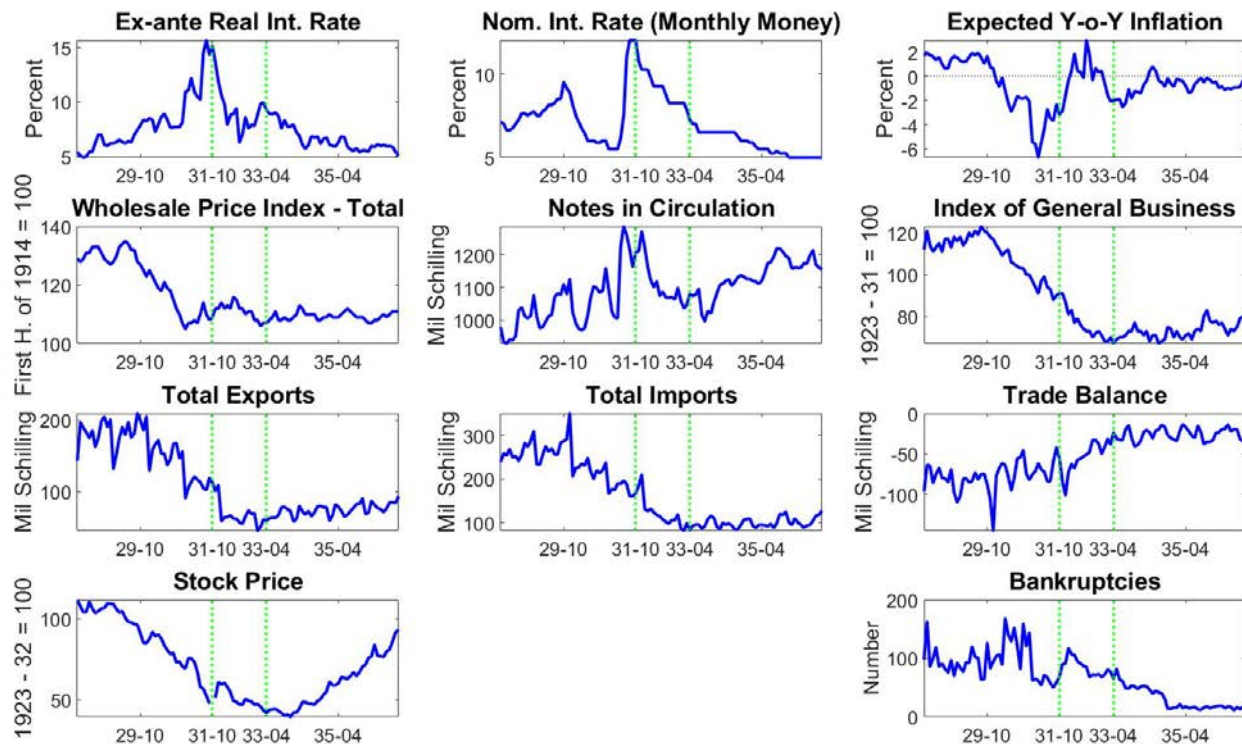 Ex-ante Real Int. Rate
Percent
15
10
5
29-10 31-10 33-04 35-04
Nom. Int. Rate (Monthly Money)
Percent
10
5
29-10 31-10 33-04 35-04
Expected Y-o-Y Inflation
Percent
2
0
-2
-4
-6
29-10 31-10 33-04 35-04
Wholesale Price Index - Total
First H. of 1914 = 100
140
120
100
29-10 31-10 33-04 35-04
Notes in Circulation
Mil Schilling
1200
1100
1000
29-10 31-10 33-04 35-04
Index of General Business
1923 - 31 = 100
120
100
80
29-10 31-10 33-04 35-04
Total Exports
Mil Schilling
200
100
29-10 31-10 33-04 35-04
Total Imports
Mil Schilling
300
200
100
29-10 31-10 33-04 35-04
Trade Balance
Mil Schilling
0
-50
-100
29-10 31-10 33-04 35-04
Stock Price
1923 - 32 = 100
100
50
29-10 31-10 33-04 35-04
Bankruptcies
Number
200
100
0
29-10 31-10 33-04 35-04